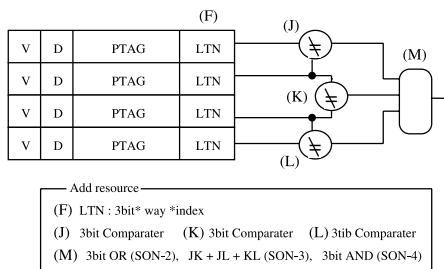 (F)
(J)
V D PTAG LTN
(M)
V D PTAG LTN
(K)
V D PTAG LTN
V D PTAG LTN
(L)
Add resource
(F) LTN : 3bit* way *index
(J) 3bit Comparater (K) 3bit Comparater (L) 3tib Comparater
(M) 3bit OR (SON-2), JK + JL + KL (SON-3), 3bit AND (SON-4)